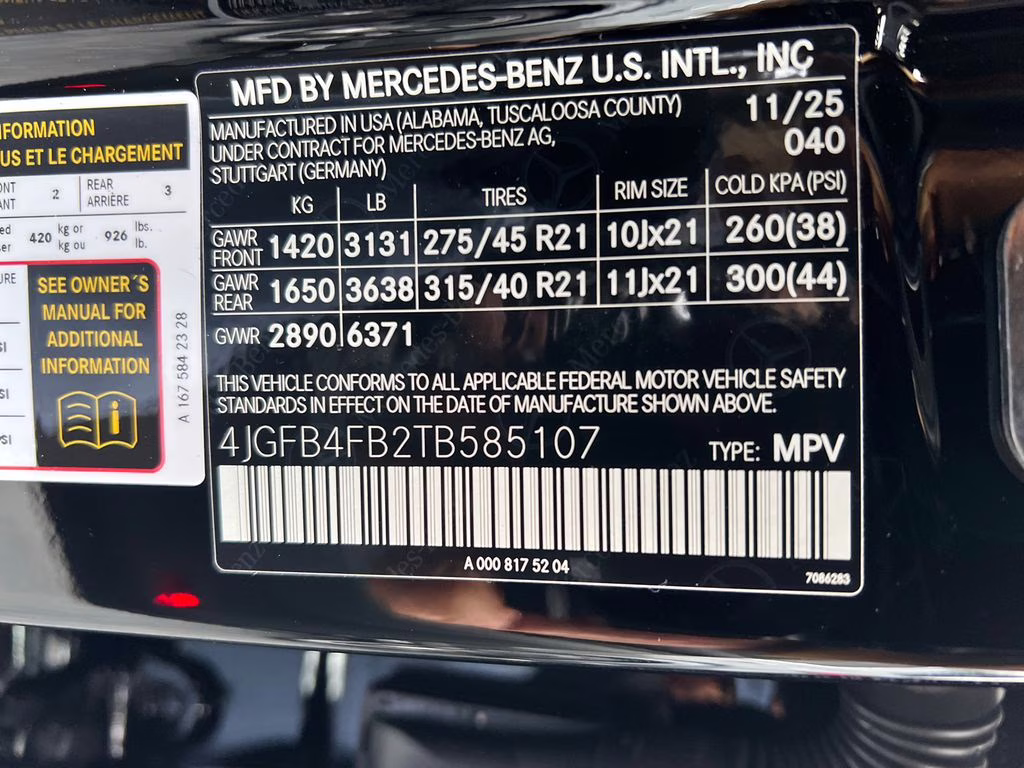 NFORMATION
US ET LE CHARGEMENT
2 REAR ARRIÈRE 3
420 kg or kg ou 926 lbs. lb.
SEE OWNER´S
MANUAL FOR
ADDITIONAL
INFORMATION
A 167 584 23 28
MFD BY MERCEDES-BENZ U.S. INTL., INC
MANUFACTURED IN USA (ALABAMA, TUSCALOOSA COUNTY) 11/25
UNDER CONTRACT FOR MERCEDES-BENZ AG, 040
STUTTGART (GERMANY)
KG LB TIRES RIM SIZE COLD KPA (PSI)
GAWR FRONT 1420 3131 275/45 R21 10Jx21 260(38)
GAWR REAR 1650 3638 315/40 R21 11Jx21 300(44)
GVWR 2890 6371
THIS VEHICLE CONFORMS TO ALL APPLICABLE FEDERAL MOTOR VEHICLE SAFETY
STANDARDS IN EFFECT ON THE DATE OF MANUFACTURE SHOWN ABOVE.
4JGFB4FB2TB585107 TYPE: MPV
A 000 817 52 04
7086283